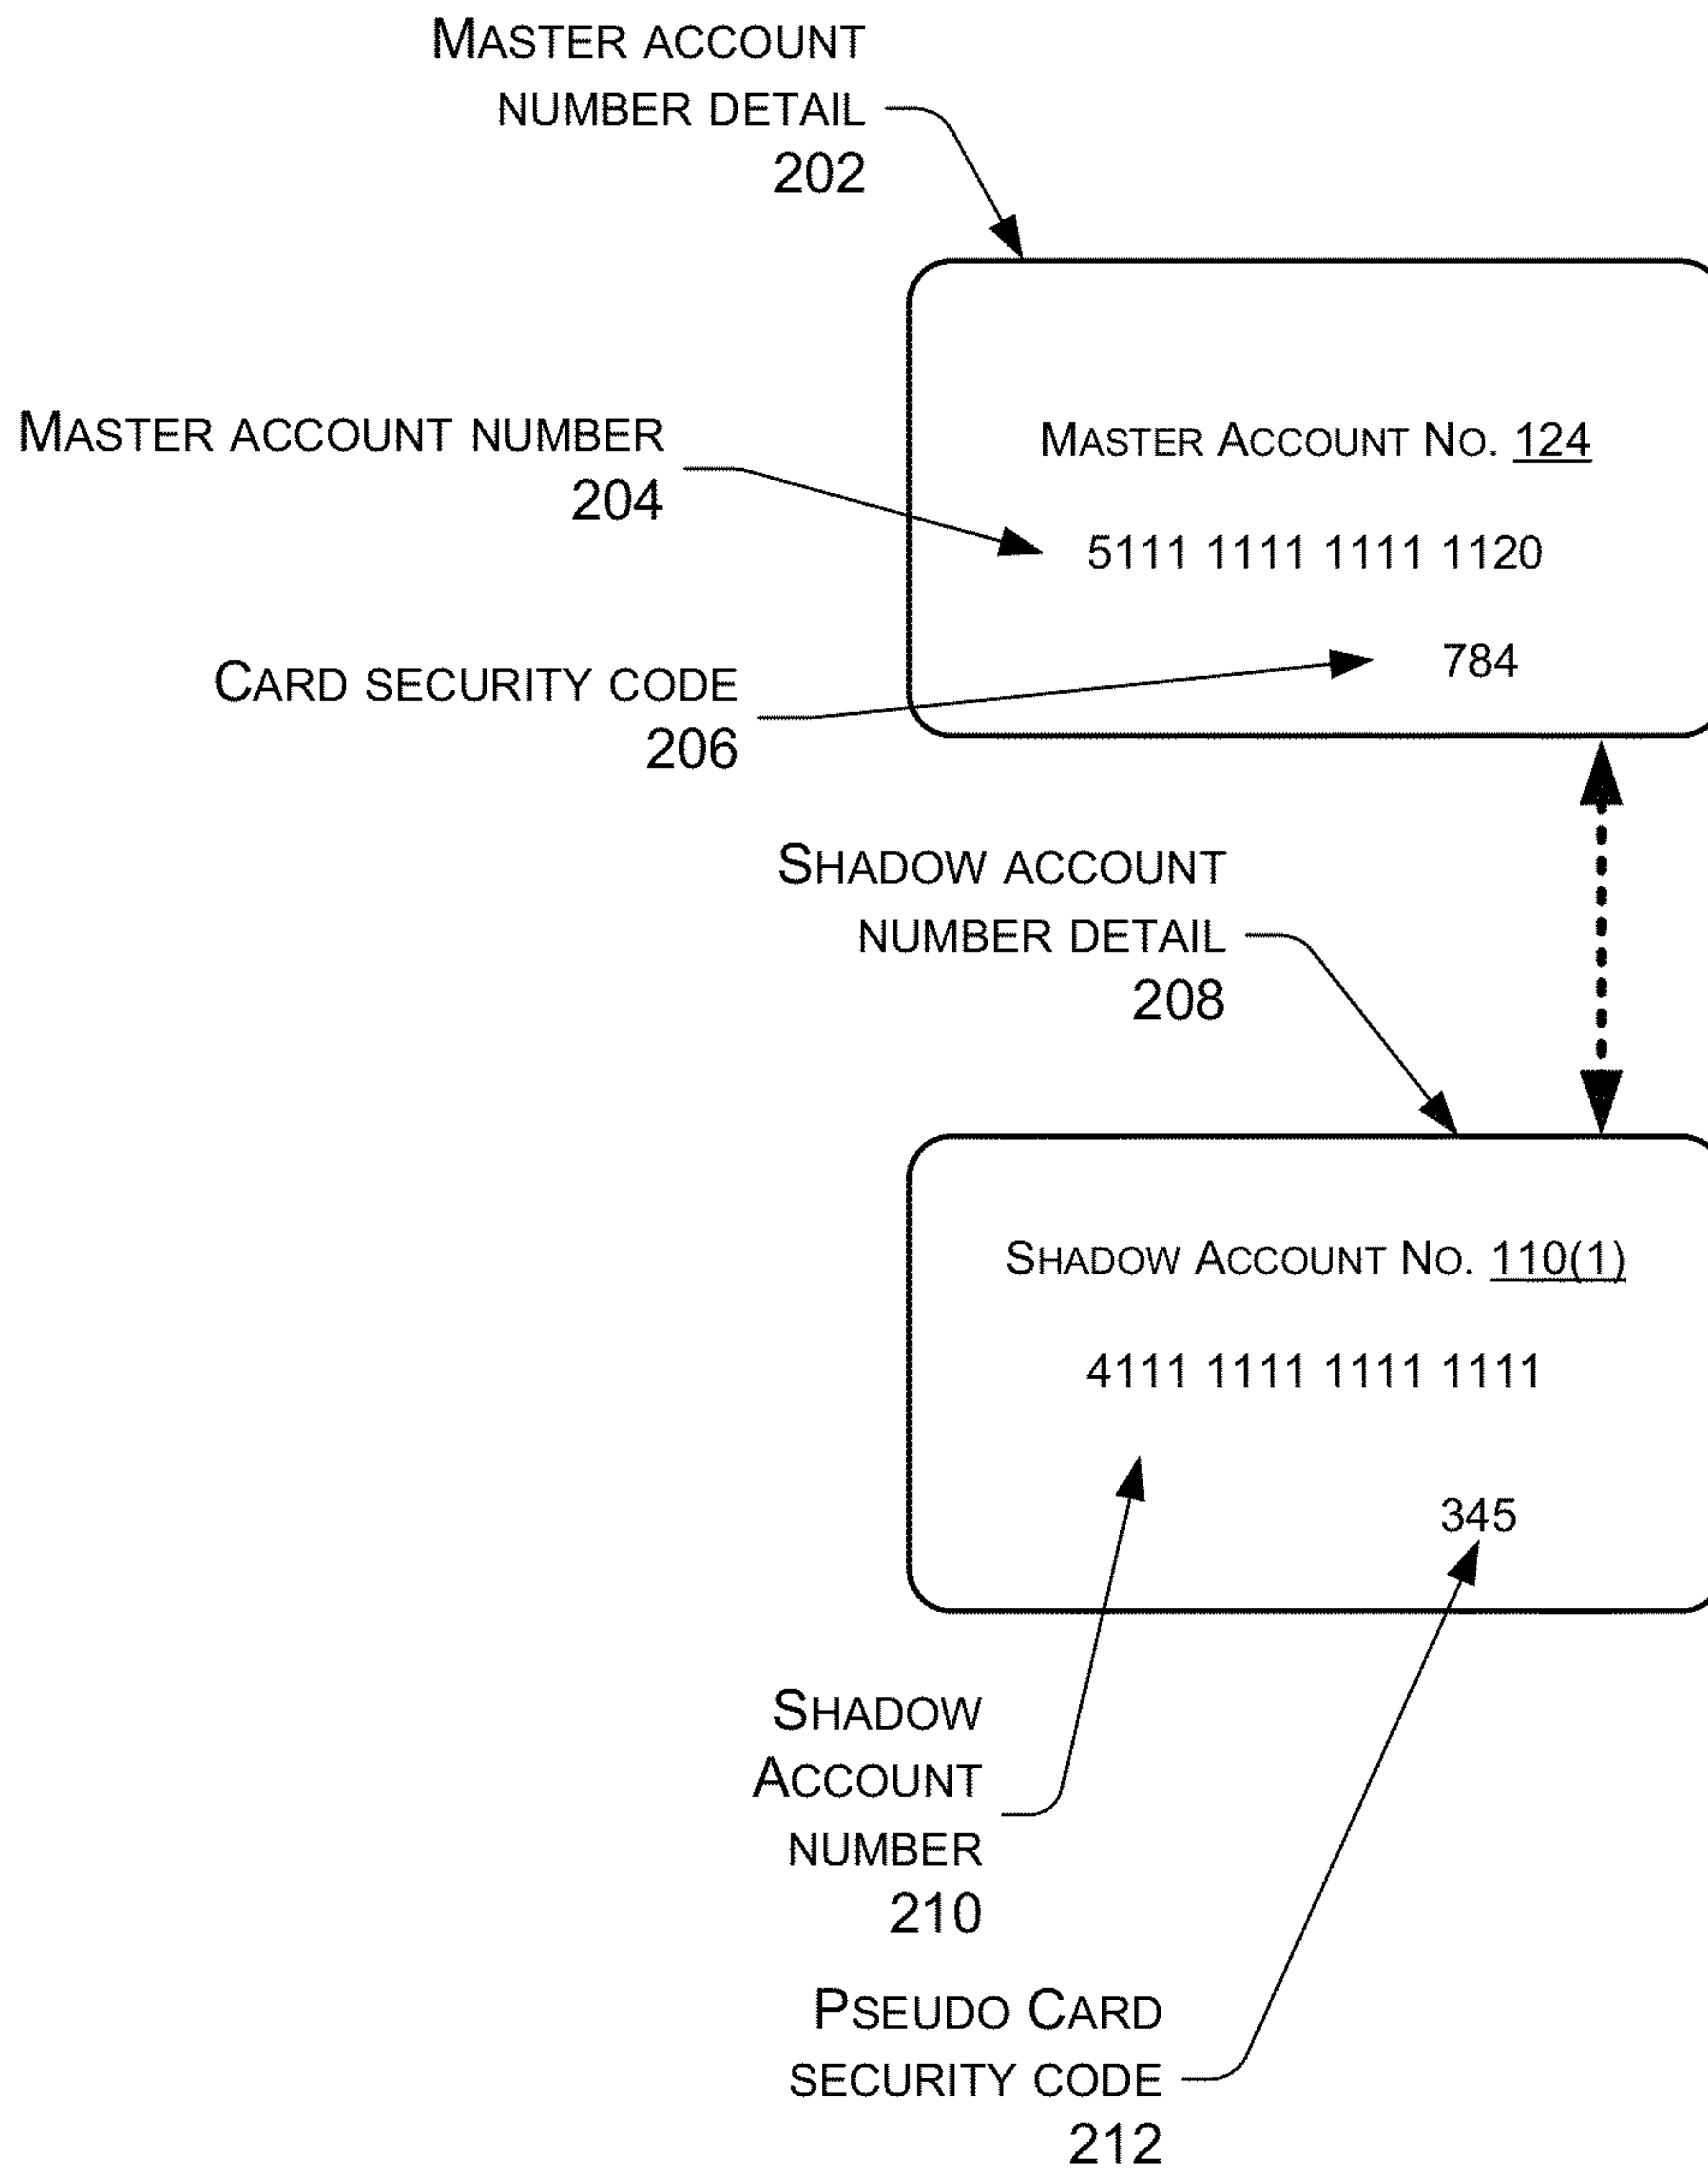 MASTER ACCOUNT
NUMBER DETAIL
202
MASTER ACCOUNT NUMBER
204
MASTER ACCOUNT NO. 124
5111 1111 1111 1120
CARD SECURITY CODE
206
784
SHADOW ACCOUNT
NUMBER DETAIL
208
SHADOW ACCOUNT NO. 110(1)
4111 1111 1111 1111
345
SHADOW
ACCOUNT
NUMBER
210
PSEUDO CARD
SECURITY CODE
212